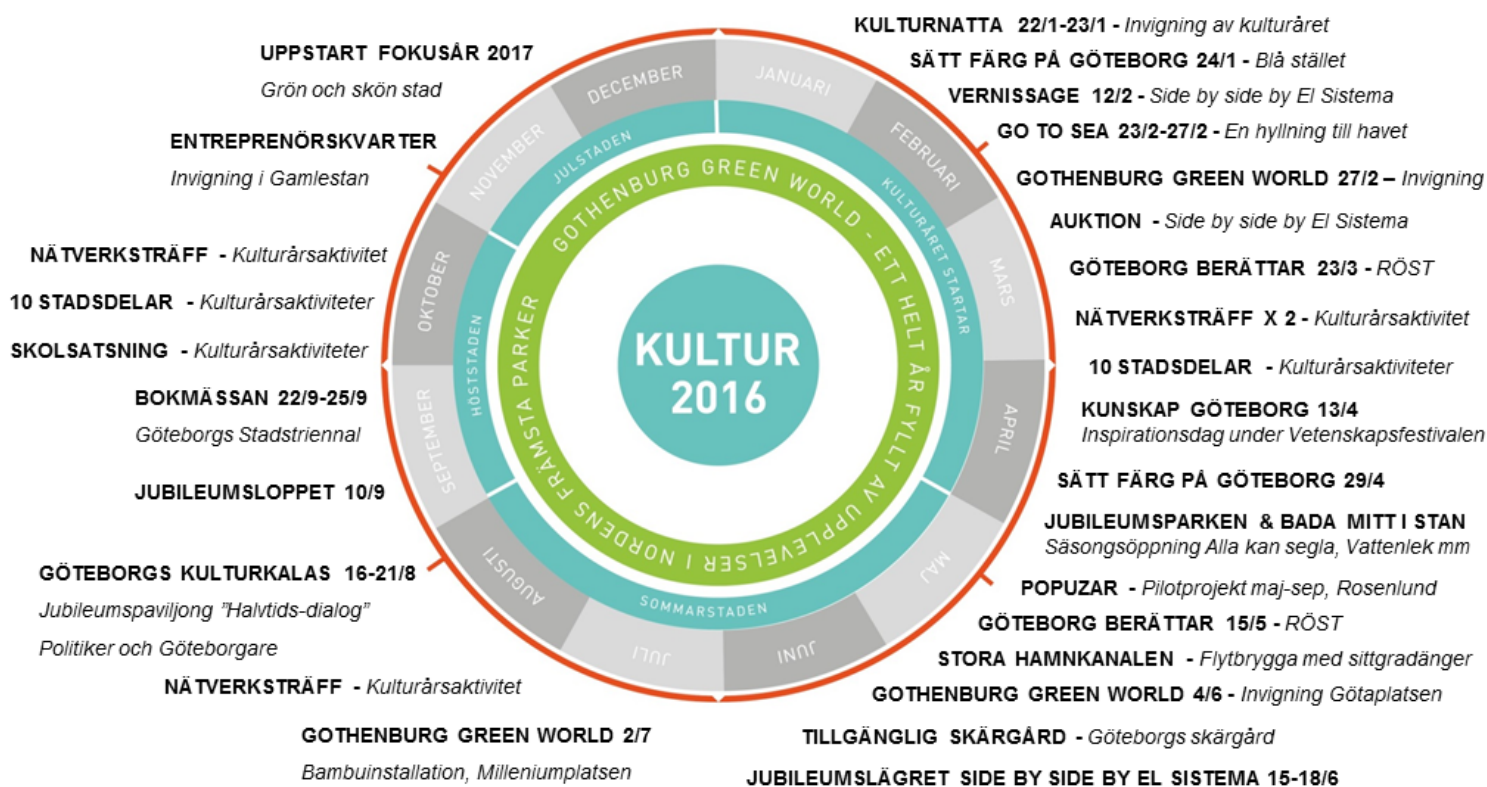 KULTURNATTA 22/1-23/1 - Invigning av kulturåret
SÄTT FÄRG PÅ GÖTEBORG 24/1 - Blå stället
VERNISSAGE 12/2 - Side by side by El Sistema
GO TO SEA 23/2-27/2 - En hyllning till havet
GOTHENBURG GREEN WORLD 27/2 – Invigning
AUKTION - Side by side by El Sistema
GÖTEBORG BERÄTTAR 23/3 - RÖST
NÄTVERKSTRÄFF X 2 - Kulturårsaktivitet
10 STADSDELAR - Kulturårsaktiviteter
KUNSKAP GÖTEBORG 13/4
Inspirationsdag under Vetenskapsfestivalen
SÄTT FÄRG PÅ GÖTEBORG 29/4
JUBILEUMSPARKEN & BADA MITT I STAN
Säsongsöppning Alla kan segla, Vattenlek mm
POPUZAR - Pilotprojekt maj-sep, Rosenlund
GÖTEBORG BERÄTTAR 15/5 - RÖST
STORA HAMNKANALEN - Flytbrygga med sittgradänger
GOTHENBURG GREEN WORLD 4/6 - Invigning Götaplatsen
TILLGÄNGLIG SKÄRGÅRD - Göteborgs skärgård
JUBILEUMSLÄGRET SIDE BY SIDE BY EL SISTEMA 15-18/6
GOTHENBURG GREEN WORLD 2/7
Bambuinstallation, Milleniumplatsen
NÄTVERKSTRÄFF - Kulturårsaktivitet
GÖTEBORGS KULTURKALAS 16-21/8
Jubileumspaviljong ”Halvtids-dialog”
Politiker och Göteborgare
JUBILEUMSLOPPET 10/9
BOKMÄSSAN 22/9-25/9
Göteborgs Stadstriennal
SKOLSATSNING - Kulturårsaktiviteter
10 STADSDELAR - Kulturårsaktiviteter
NÄTVERKSTRÄFF - Kulturårsaktivitet
ENTREPRENÖRSKVARTER
Invigning i Gamlestan
UPPSTART FOKUSÅR 2017
Grön och skön stad
JANUARI
FEBRUARI
MARS
APRIL
MAJ
JUNI
JULI
AUGUSTI
SEPTEMBER
OKTOBER
NOVEMBER
DECEMBER
KULTURÅRET STARTAR
SOMMARSTADEN
HÖSTSTADEN
JULSTADEN
GOTHENBURG GREEN WORLD - ETT HELT ÅR FYLLT AV UPPLEVELSER I NORDENS FRÄMSTA PARKER
KULTUR
2016